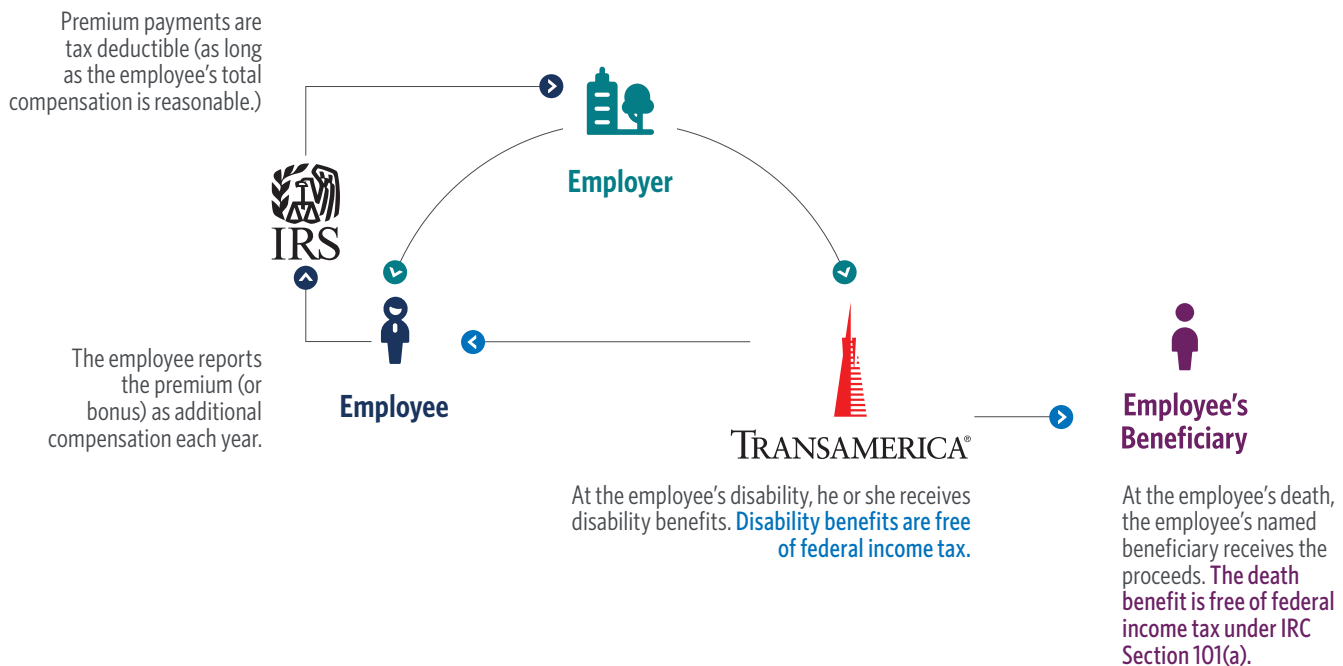 Premium payments are
tax deductible (as long
as the employee's total
compensation is reasonable.)
Employer
IRS
The employee reports
the premium (or
bonus) as additional
compensation each year.
Employee
TRANSAMERICA®
At the employee's disability, he or she receives
disability benefits. Disability benefits are free
of federal income tax.
Employee's
Beneficiary
At the employee's death,
the employee's named
beneficiary receives the
proceeds. The death
benefit is free of federal
income tax under IRC
Section 101(a).